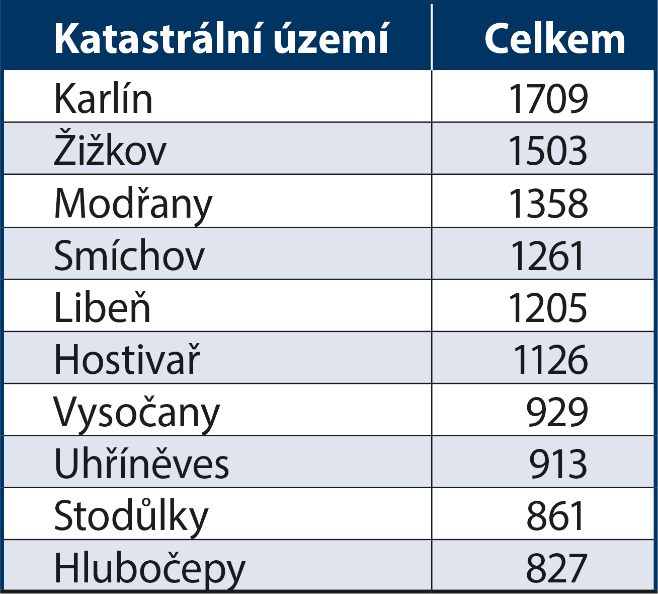 Katastrální území Celkem
Karlín 1709
Žižkov 1503
Modřany 1358
Smíchov 1261
Libeň 1205
Hostivař 1126
Vysočany 929
Uhříněves 913
Stodůlky 861
Hlubočepy 827